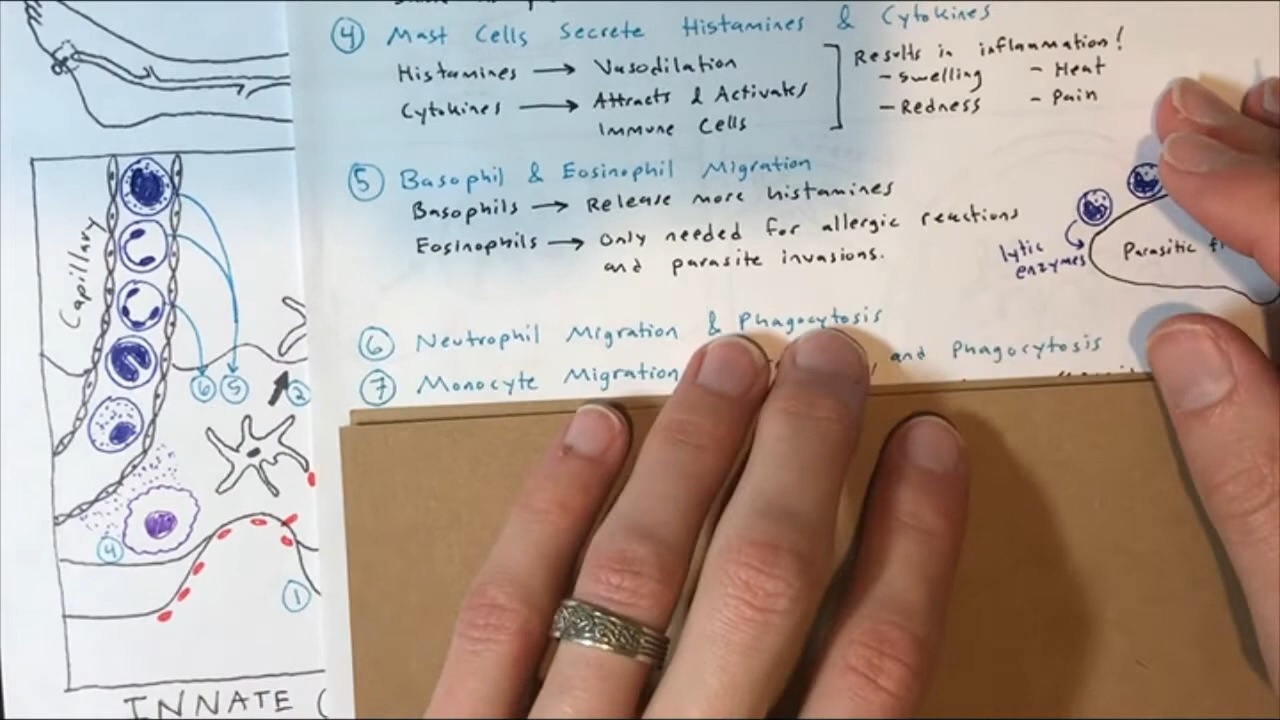 ④ Mast Cells Secrete Histamines & Cytokines
Histamines → Vasodilation
Cytokines → Attracts & Activates
Immune Cells
Results in inflammation!
- Swelling - Heat
- Redness - Pain
⑤ Basophil & Eosinophil Migration
Basophils → Release more histamines
Eosinophils → Only needed for allergic reactions
and parasite invasions.
lytic
enzymes
Parasitic
⑥ Neutrophil Migration & Phagocytosis
⑦ Monocyte Migration and Phagocytosis
Capillary
⑥ ⑤ ②
④
①
INNATE